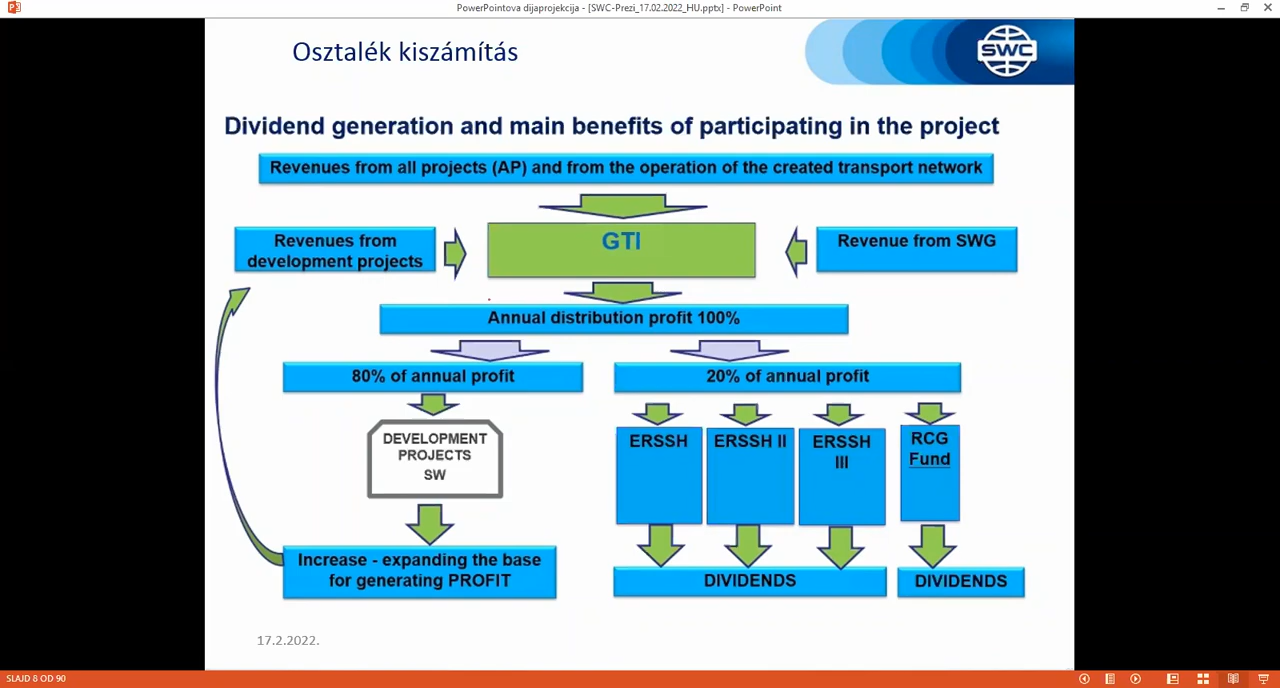 PowerPointova dijaprojekcija - [SWC-Prezi_17.02.2022_HU.pptx] - PowerPoint
Osztalék kiszámítás
SWC
Dividend generation and main benefits of participating in the project
Revenues from all projects (AP) and from the operation of the created transport network
Revenues from
development projects
GTI
Revenue from SWG
Annual distribution profit 100%
80% of annual profit
20% of annual profit
DEVELOPMENT
PROJECTS
SW
ERSSH
ERSSH II
ERSSH
III
RCG
Fund
Increase - expanding the base
for generating PROFIT
DIVIDENDS
DIVIDENDS
17.2.2022.
SLAJD 8 OD 90